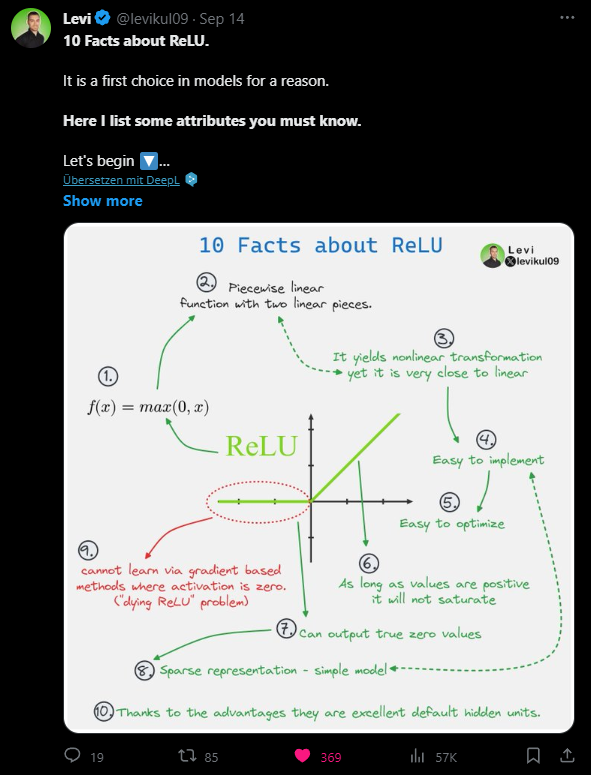 Levi @levikul09 · Sep 14
10 Facts about ReLU.
It is a first choice in models for a reason.
Here I list some attributes you must know.
Let's begin 🔽...
Übersetzen mit DeepL
Show more
10 Facts about ReLU
Levi
levikul09
2. Piecewise linear
function with two linear pieces.
3.
It yields nonlinear transformation
yet it is very close to linear
1.
f(x) = max(0, x)
ReLU
4.
Easy to implement
5.
Easy to optimize
9.
cannot learn via gradient based
methods where activation is zero.
("dying ReLU" problem)
6.
As long as values are positive
it will not saturate
7. Can output true zero values
8. Sparse representation - simple model
10. Thanks to the advantages they are excellent default hidden units.
19 85 369 57K